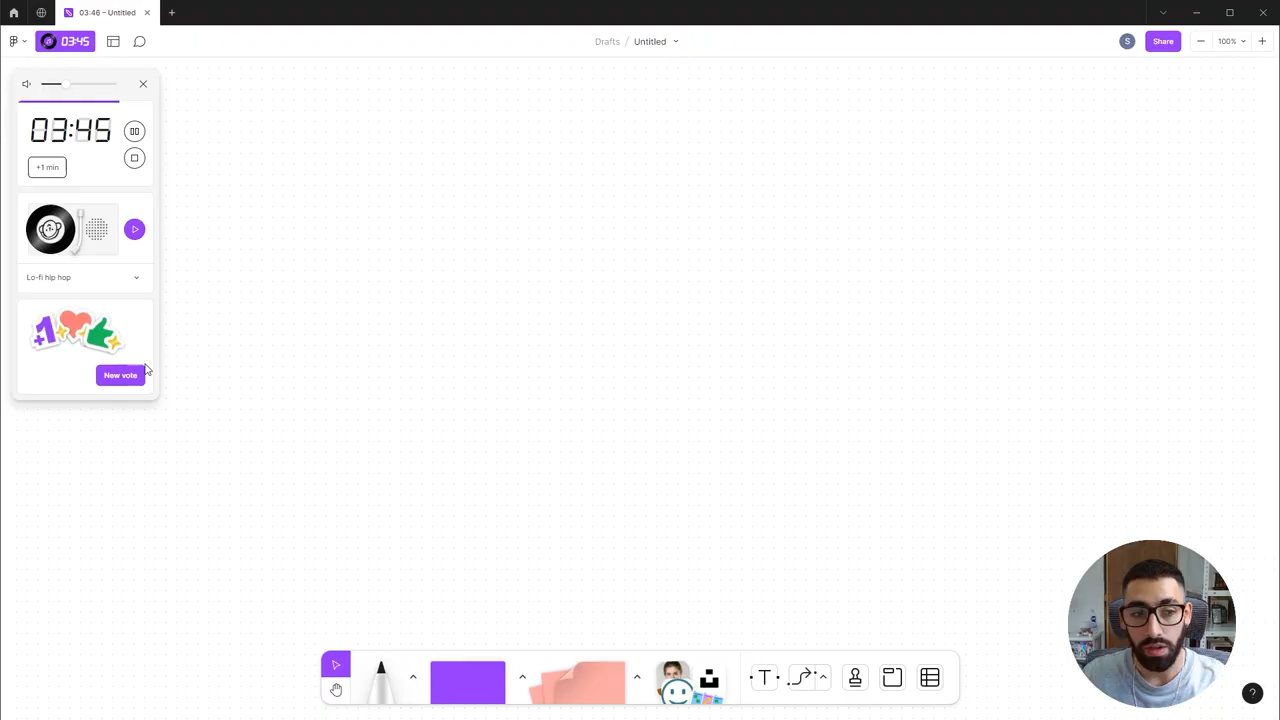 03:46 – Untitled
03:45
Drafts / Untitled
S
Share
100%
03:45
+1 min
Lo-fi hip hop
+1
New vote
T
?